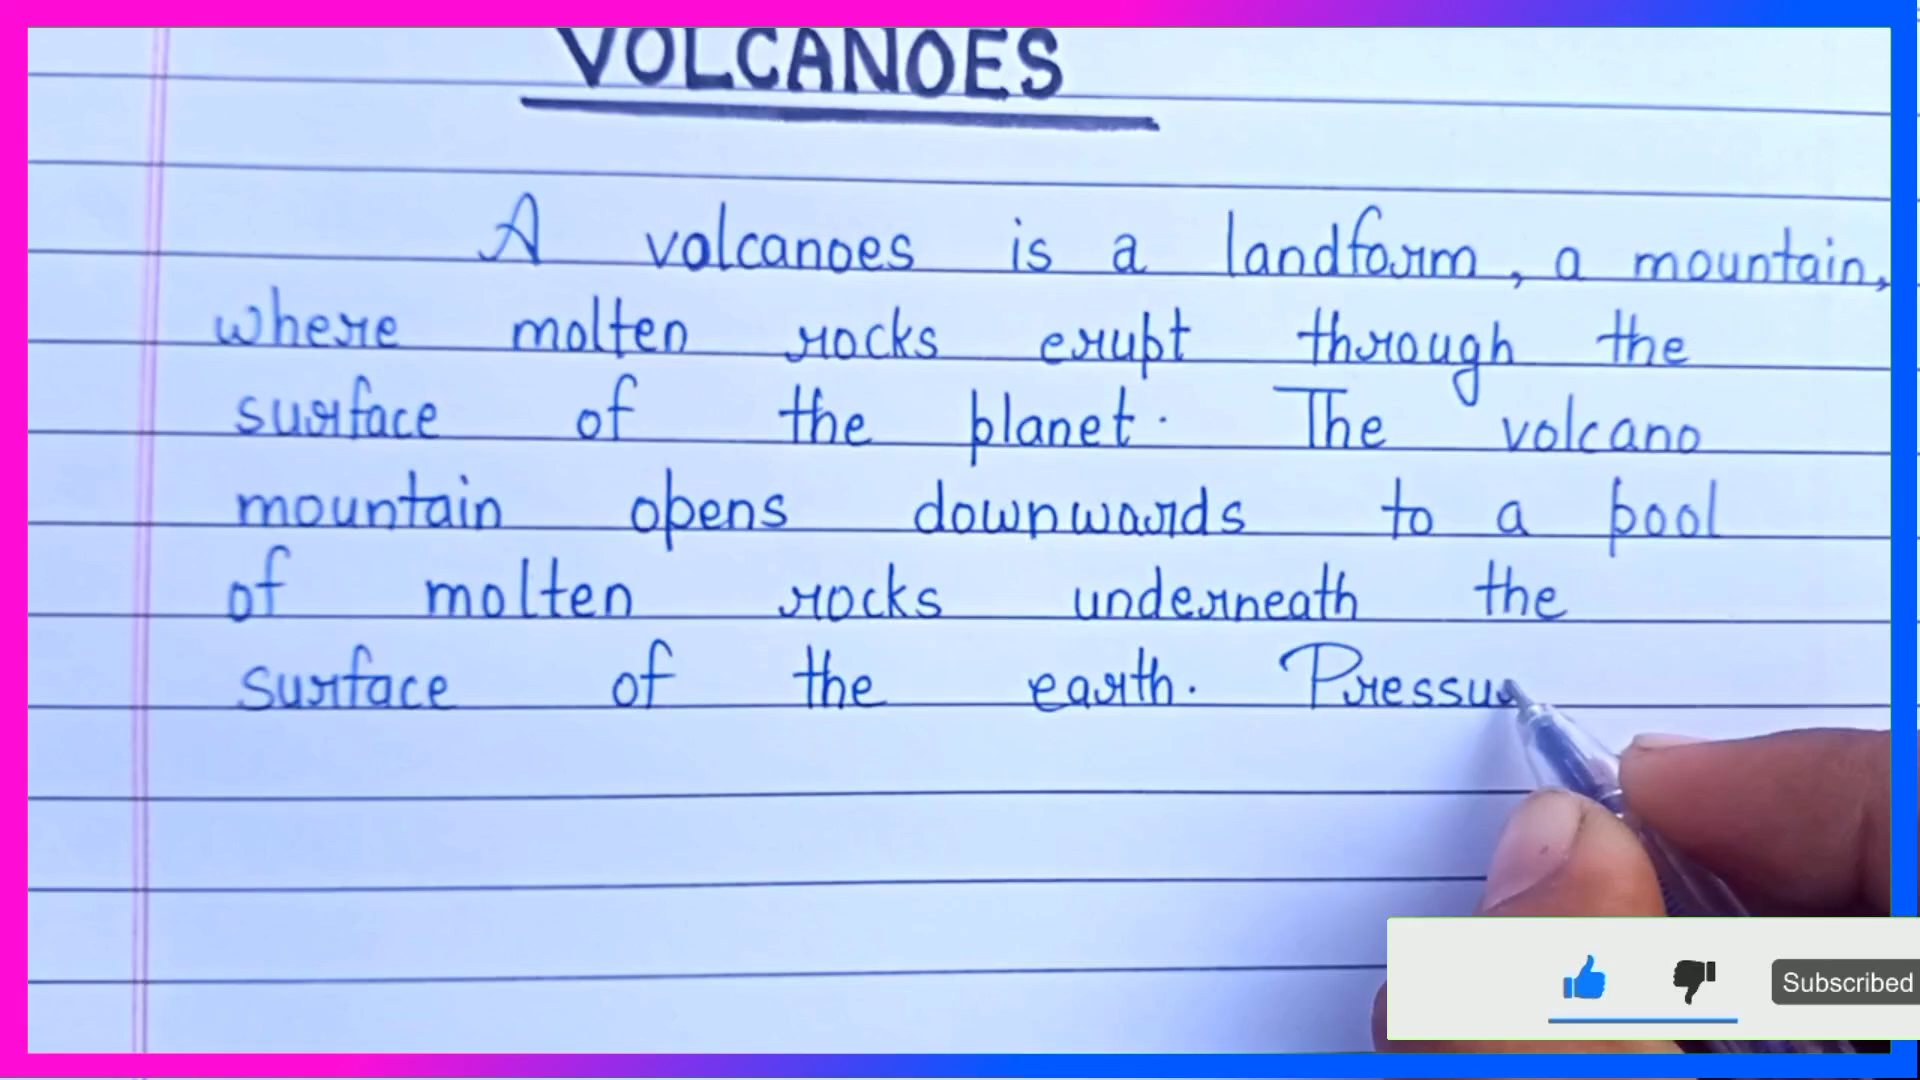 VOLCANOES
A volcanoes is a landform, a mountain,
where molten rocks erupt through the
surface of the planet. The volcano
mountain opens downwards to a pool
of molten rocks underneath the
surface of the earth. Pressu
Subscribed